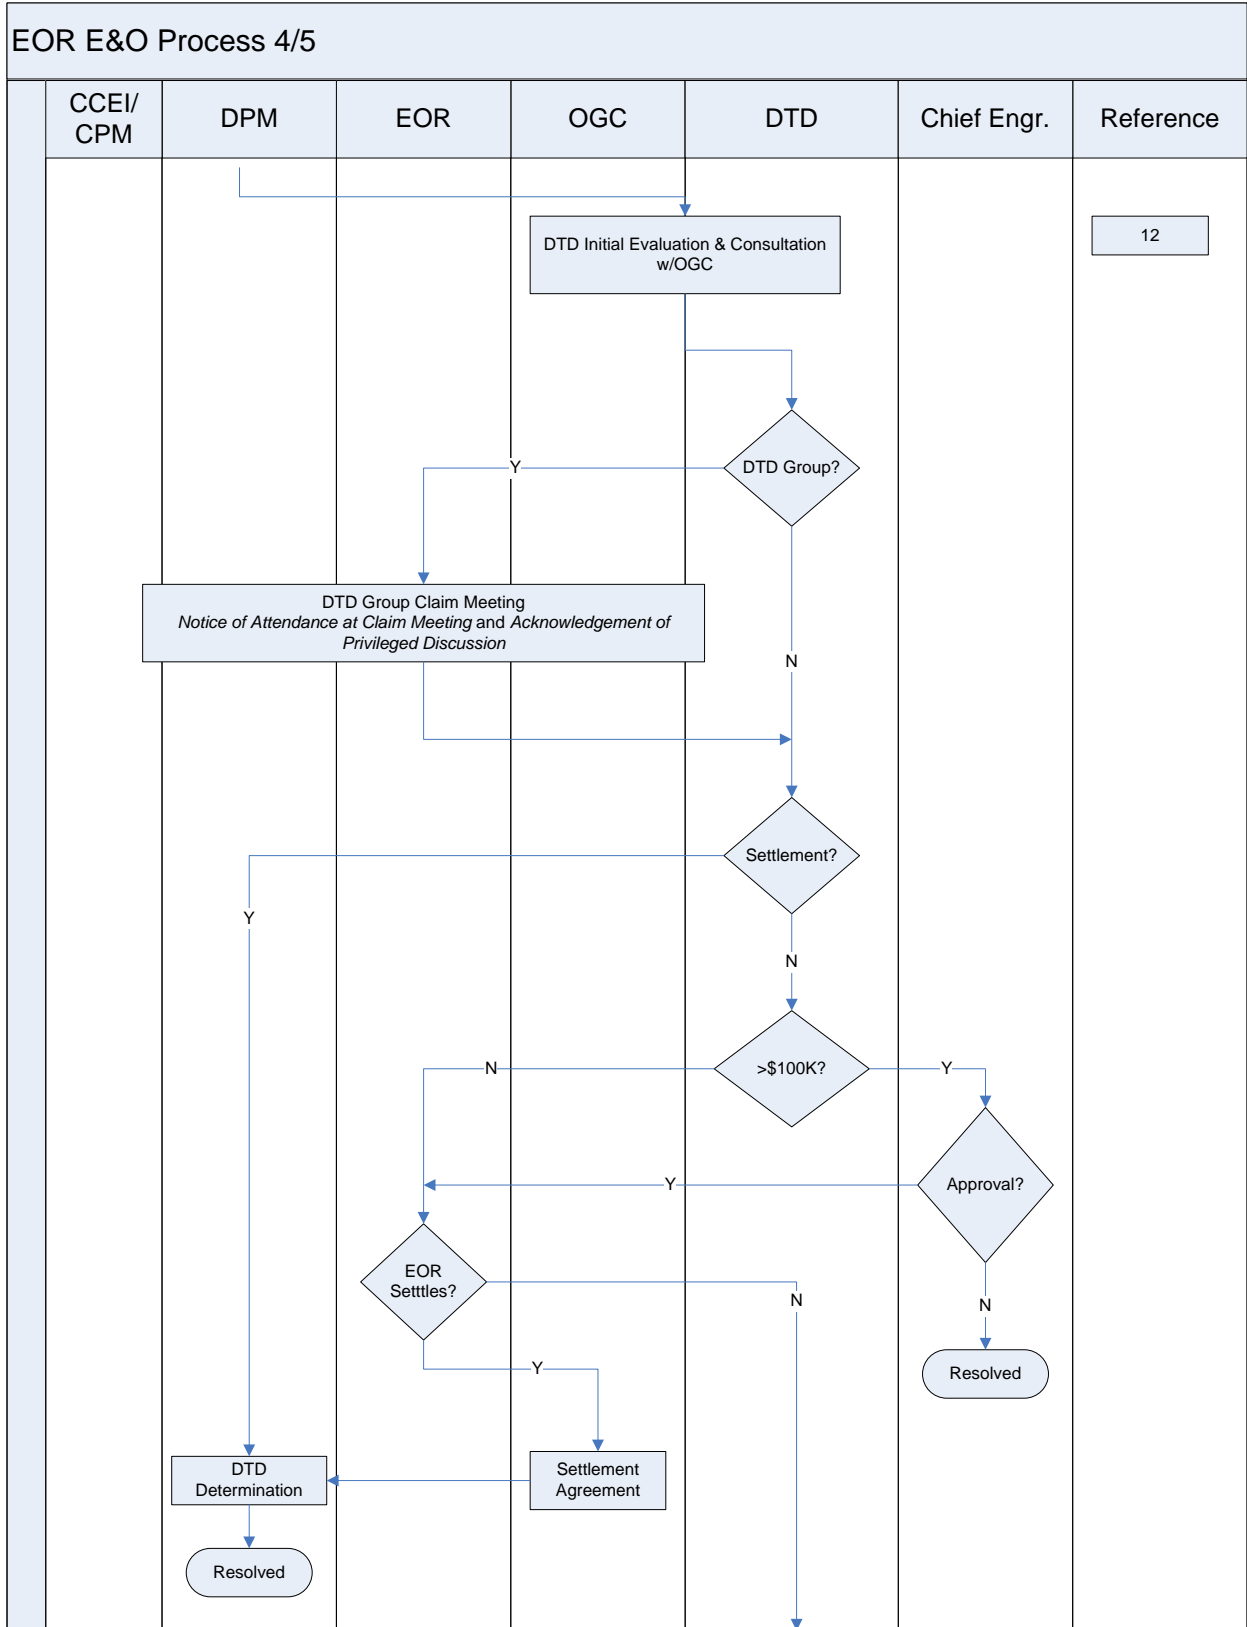 EOR E&O Process 4/5
CCEI/
CPM
DPM
EOR
OGC
DTD
Chief Engr.
Reference
DTD Initial Evaluation & Consultation
w/OGC
12
DTD Group?
Y
DTD Group Claim Meeting
Notice of Attendance at Claim Meeting and Acknowledgement of
Privileged Discussion
N
Settlement?
Y
N
>$100K?
N
Y
Approval?
Y
EOR
Setttles?
N
N
Y
Resolved
DTD
Determination
Settlement
Agreement
Resolved